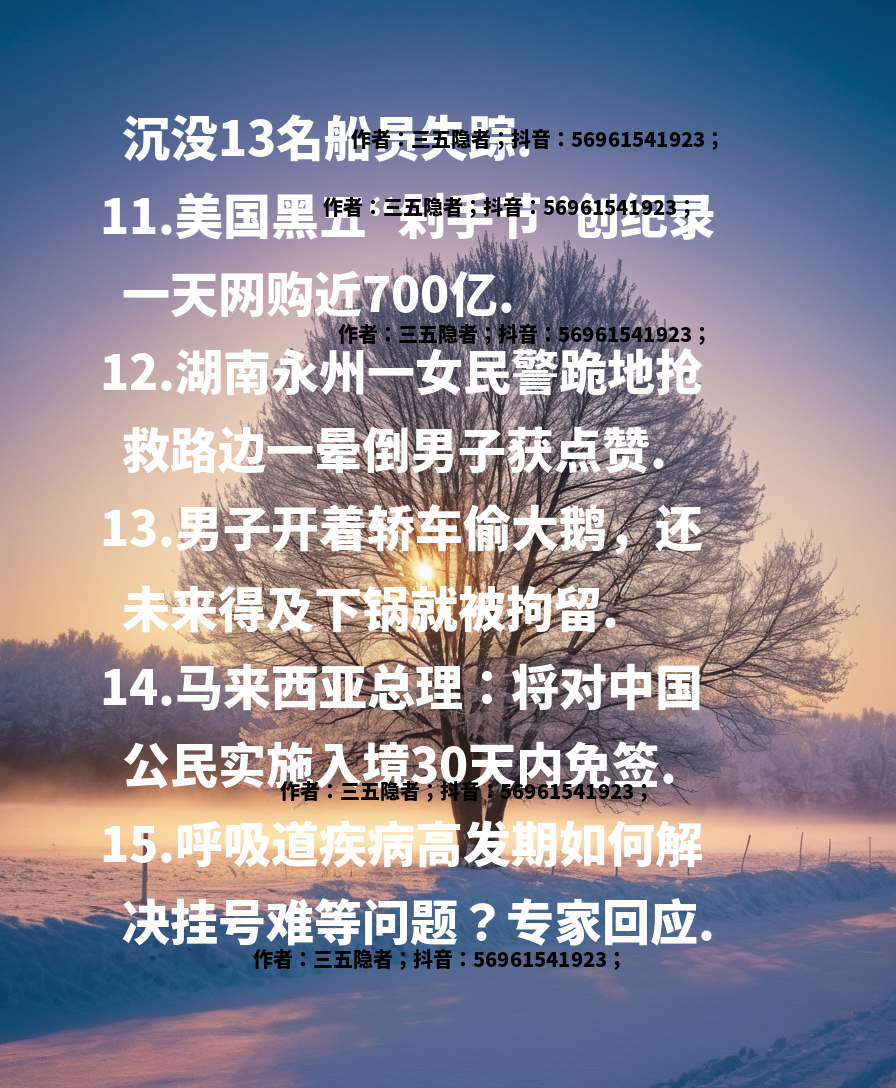 沉没13名船员失踪.
作者：三五隐者；抖音：56961541923；
11.美国黑五“剁手节”创纪录
作者：三五隐者；抖音：56961541923；
一天网购近700亿.
作者：三五隐者；抖音：56961541923；
12.湖南永州一女民警跪地抢
救路边一晕倒男子获点赞.
13.男子开着轿车偷大鹅，还
未来得及下锅就被拘留.
14.马来西亚总理：将对中国
公民实施入境30天内免签.
作者：三五隐者；抖音：56961541923；
15.呼吸道疾病高发期如何解
决挂号难等问题？专家回应.
作者：三五隐者；抖音：56961541923；